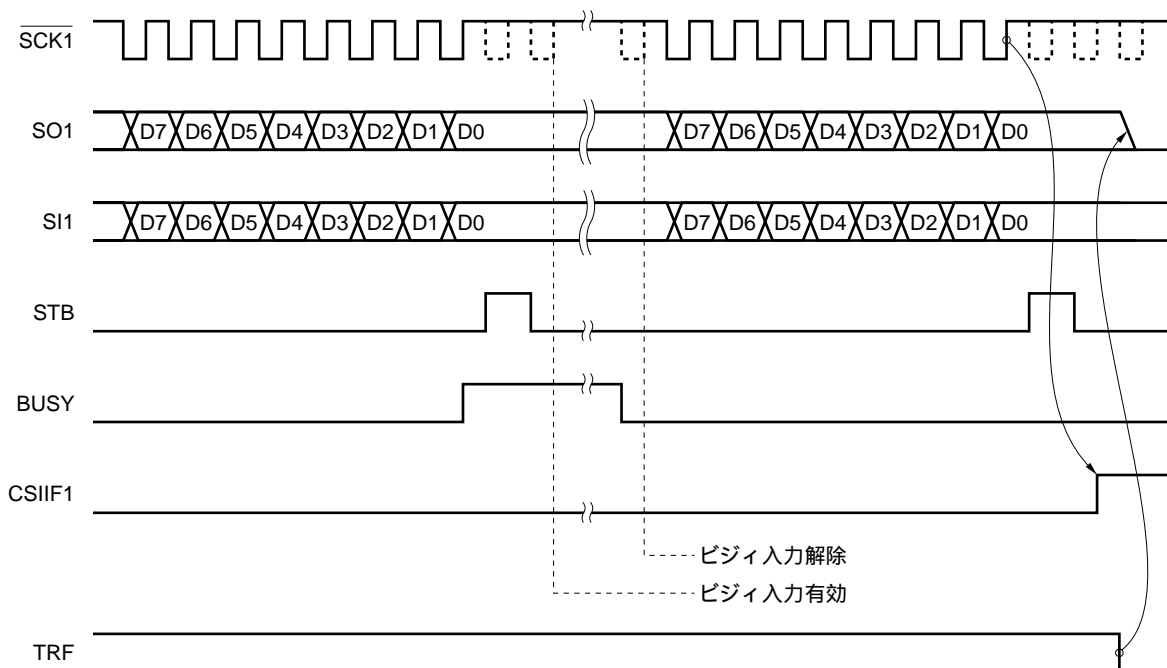 SCK1
SO1 D7 D6 D5 D4 D3 D2 D1 D0 D7 D6 D5 D4 D3 D2 D1 D0
SI1 D7 D6 D5 D4 D3 D2 D1 D0 D7 D6 D5 D4 D3 D2 D1 D0
STB
BUSY
CSIIF1
ビジィ入力解除
ビジィ入力有効
TRF